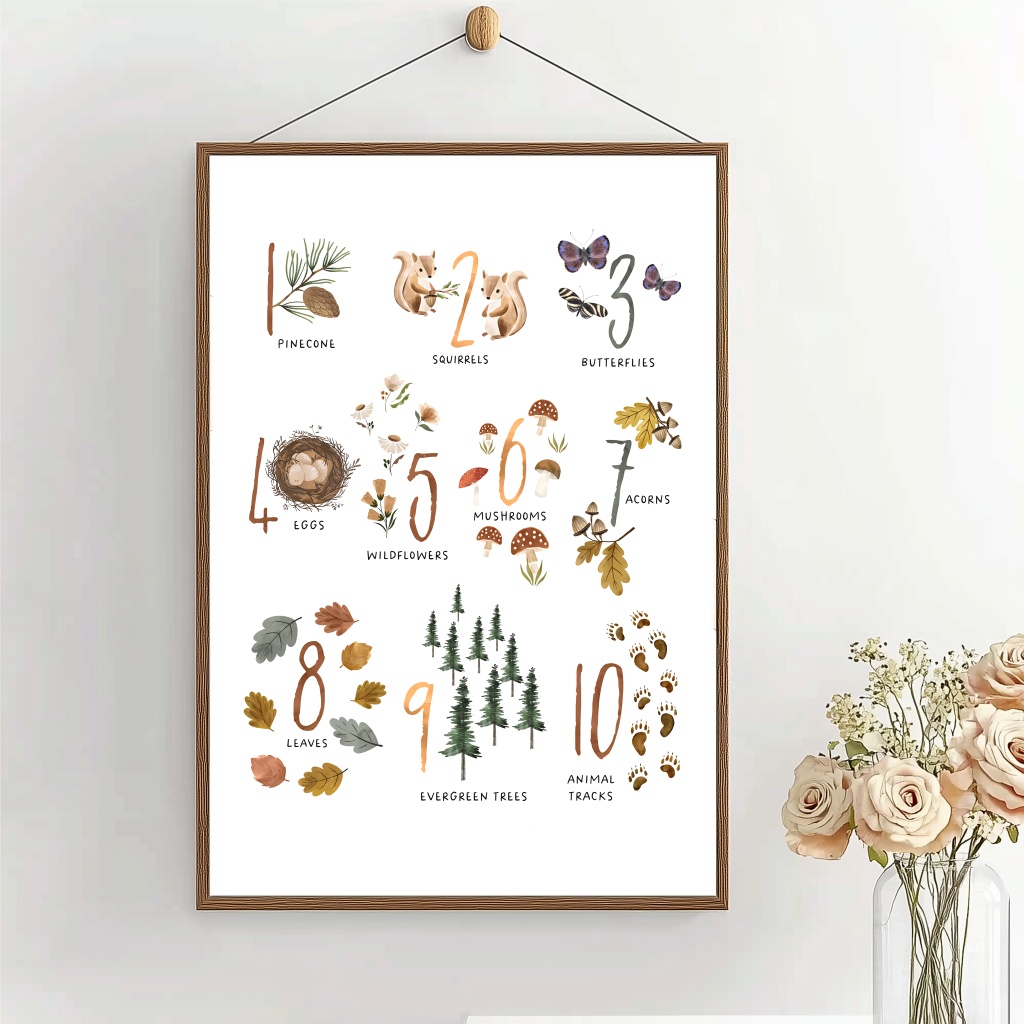 1
PINECONE
2
SQUIRRELS
3
BUTTERFLIES
4
EGGS
5
WILDFLOWERS
6
MUSHROOMS
7
ACORNS
8
LEAVES
9
EVERGREEN TREES
10
ANIMAL
TRACKS